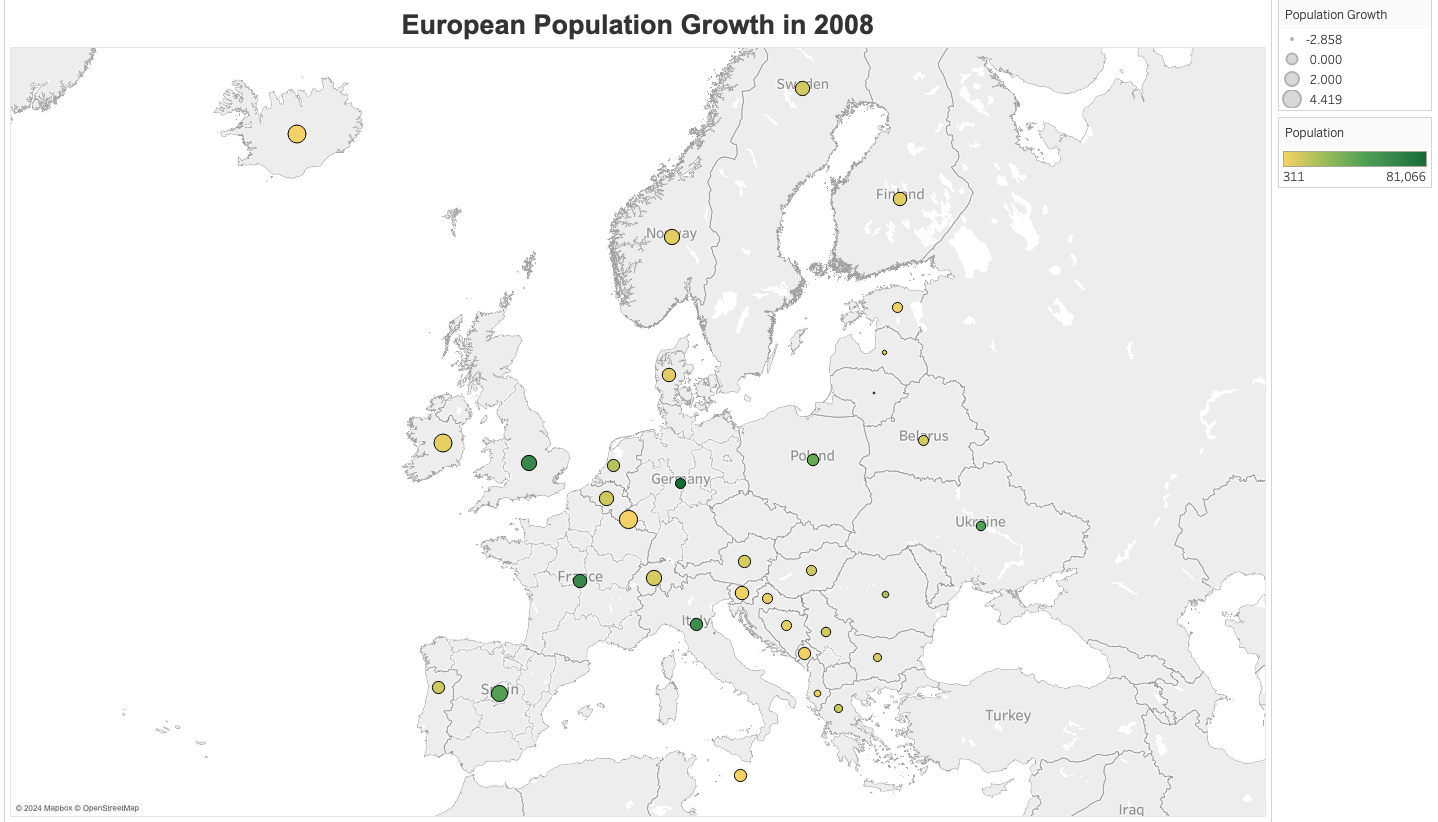 European Population Growth in 2008
Population Growth
-2.858
0.000
2.000
4.419
Population
311
81,066
Sweden
Finland
Norway
Belarus
Poland
Germany
Ukraine
France
Italy
Spain
Turkey
Iraq
© 2024 Mapbox © OpenStreetMap